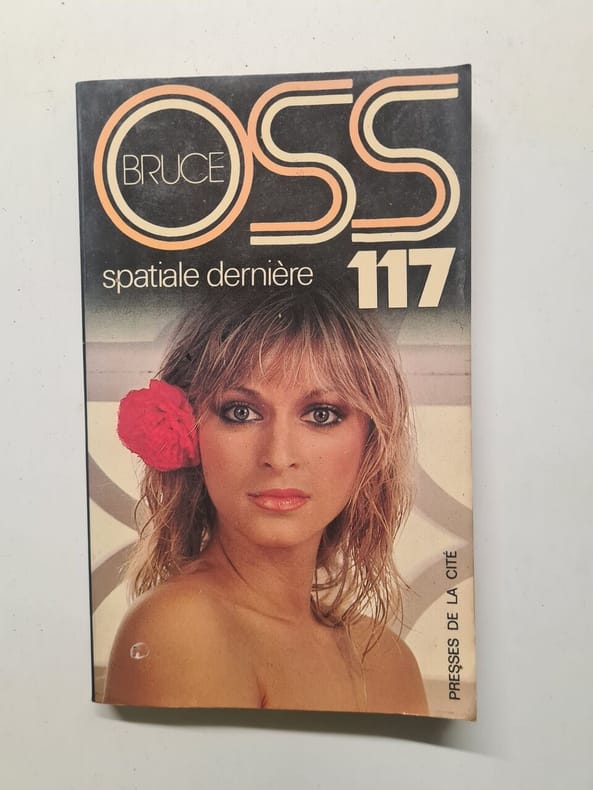 OSS
BRUCE
117
spatiale dernière
PRESSES DE LA CITÉ